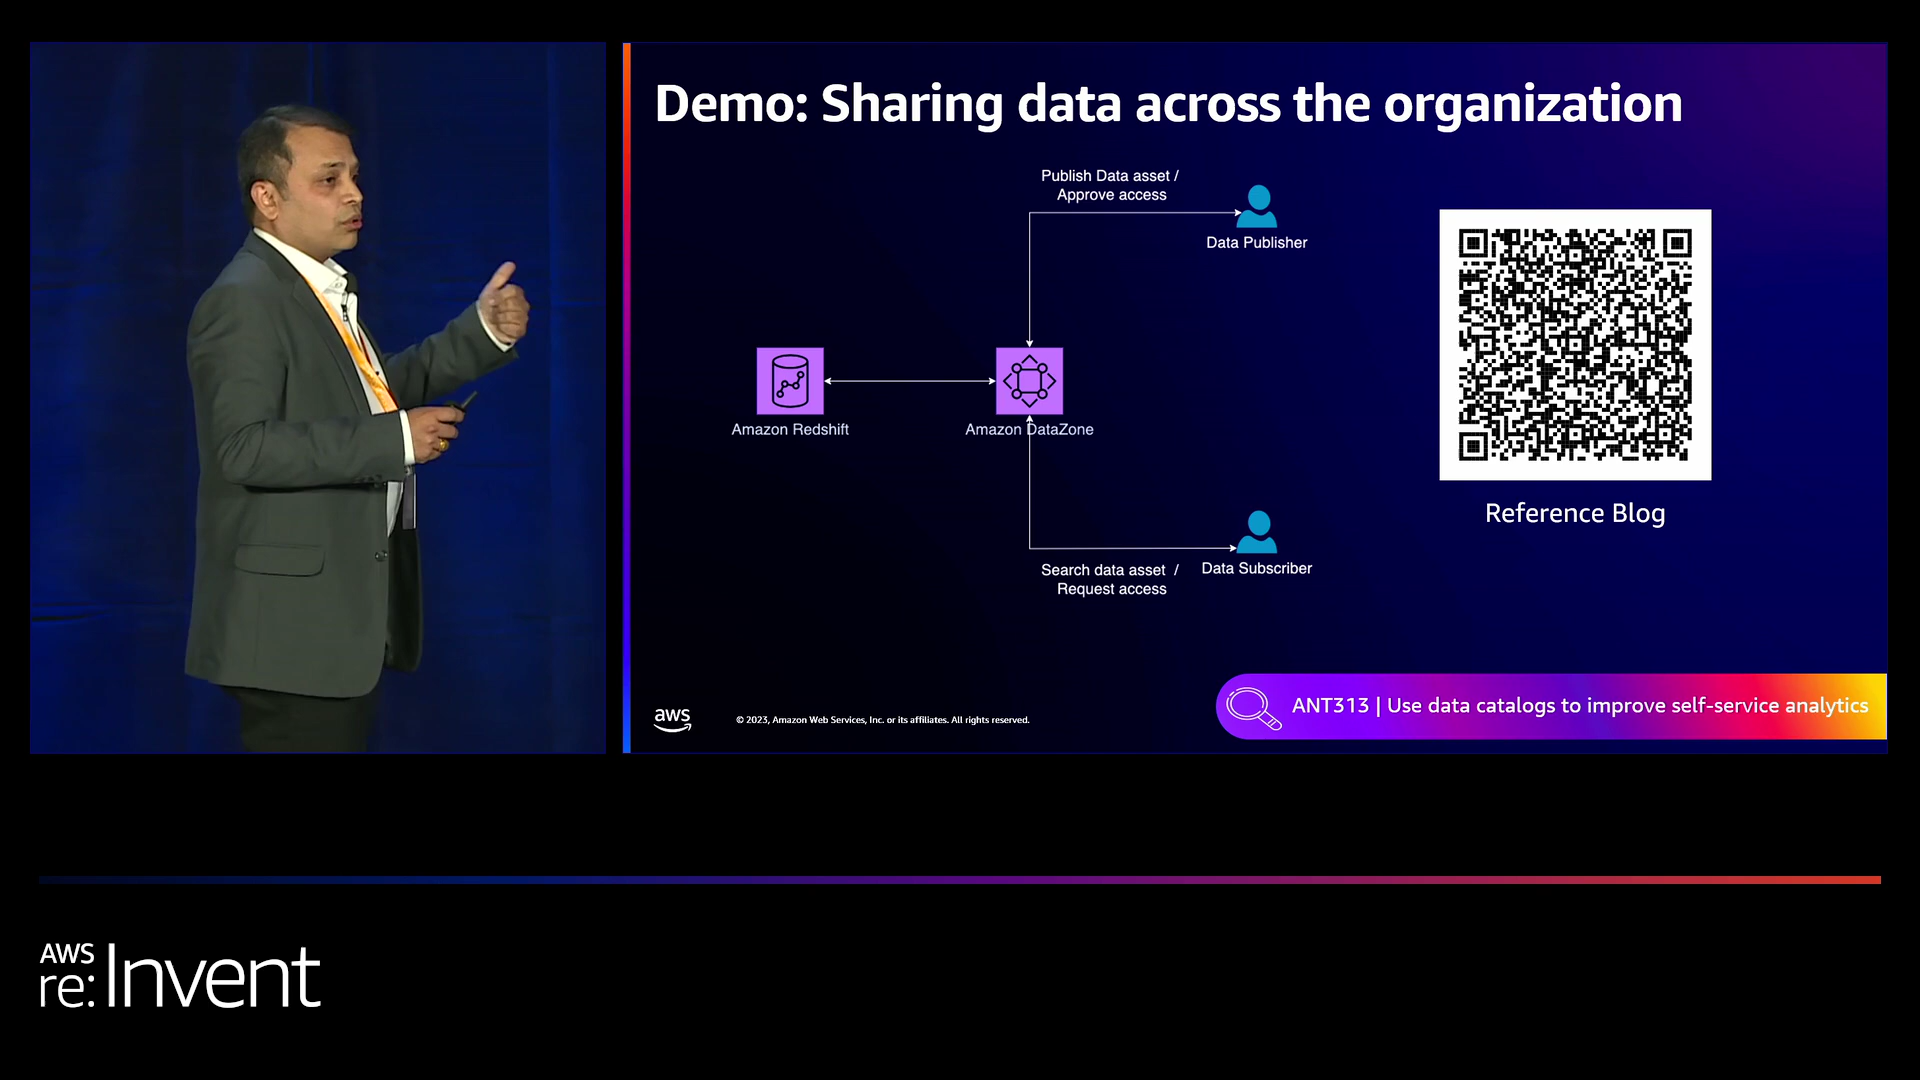 Demo: Sharing data across the organization
Publish Data asset /
Approve access
Data Publisher
Amazon Redshift
Amazon DataZone
Search data asset /
Request access
Data Subscriber
Reference Blog
ANT313 | Use data catalogs to improve self-service analytics
aws
© 2023, Amazon Web Services, Inc. or its affiliates. All rights reserved.
AWS
re:Invent